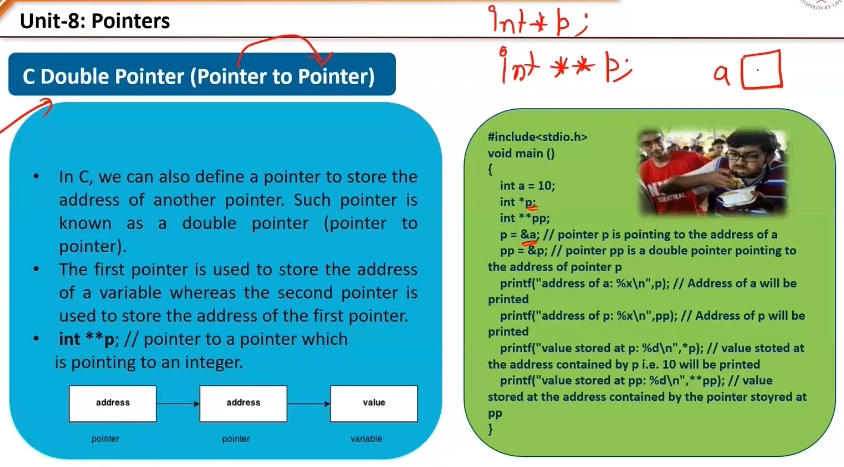 Unit-8: Pointers
int *p;
int **p;
a
C Double Pointer (Pointer to Pointer)
• In C, we can also define a pointer to store the
address of another pointer. Such pointer is
known as a double pointer (pointer to
pointer).
• The first pointer is used to store the address
of a variable whereas the second pointer is
used to store the address of the first pointer.
• int **p; // pointer to a pointer which
is pointing to an integer.
address address value
pointer pointer variable
#include<stdio.h>
void main ()
{
int a = 10;
int *p;
int **pp;
p = &a; // pointer p is pointing to the address of a
pp = &p; // pointer pp is a double pointer pointing to
the address of pointer p
printf("address of a: %x\n",p); // Address of a will be
printed
printf("address of p: %x\n",pp); // Address of p will be
printed
printf("value stored at p: %d\n",*p); // value stoted at
the address contained by p i.e. 10 will be printed
printf("value stored at pp: %d\n",**pp); // value
stored at the address contained by the pointer stoyred at
pp
}